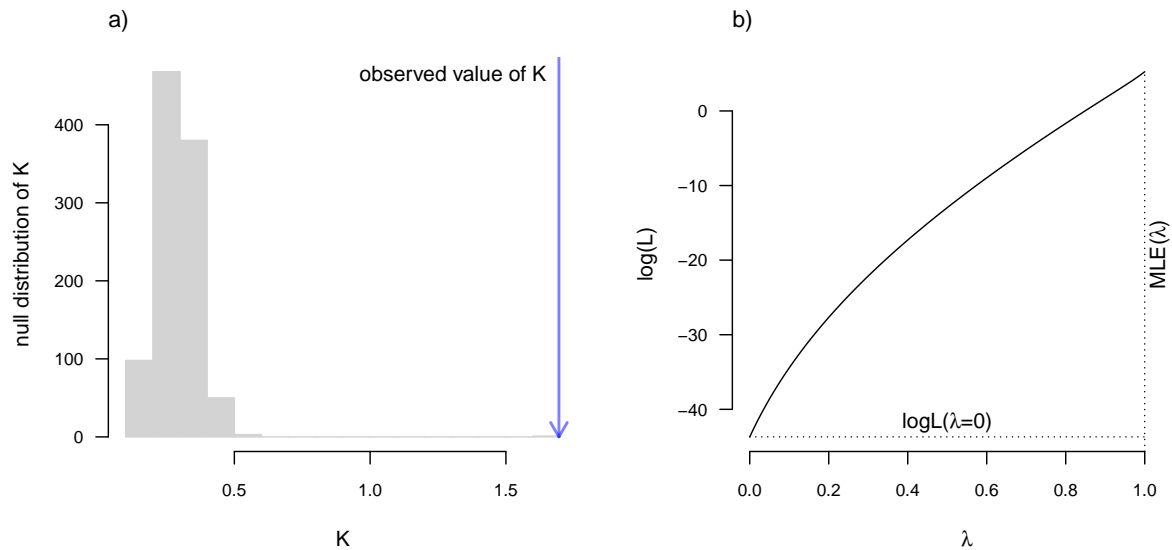 a)
observed value of K
null distribution of K
400
300
200
100
0
0.5 1.0 1.5
K
b)
log(L)
0
−10
−20
−30
−40
logL(λ=0)
MLE(λ)
0.0 0.2 0.4 0.6 0.8 1.0
λ